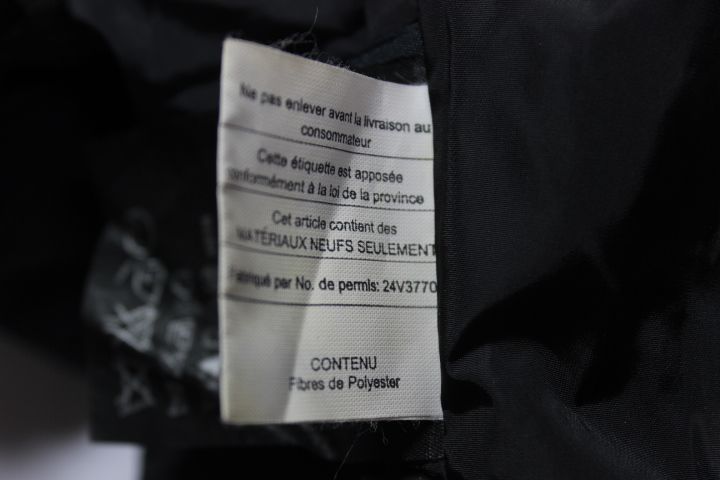 Ne pas enlever avant la livraison au
consommateur
Cette étiquette est apposée
conformément à la loi de la province
Cet article contient des
MATÉRIAUX NEUFS SEULEMENT
Fabriqué par No. de permis: 24V3770
CONTENU
Fibres de Polyester